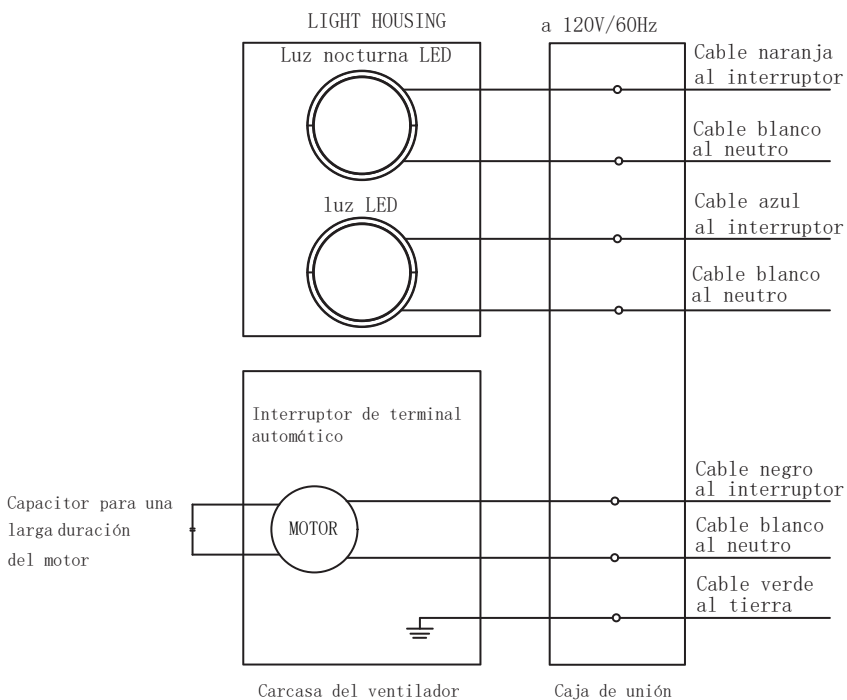 LIGHT HOUSING
a 120V/60Hz
Luz nocturna LED
Cable naranja
al interruptor
Cable blanco
al neutro
luz LED
Cable azul
al interruptor
Cable blanco
al neutro
Interruptor de terminal
automático
Cable negro
al interruptor
Capacitor para una
larga duración
del motor
MOTOR
Cable blanco
al neutro
Cable verde
al tierra
Carcasa del ventilador
Caja de unión